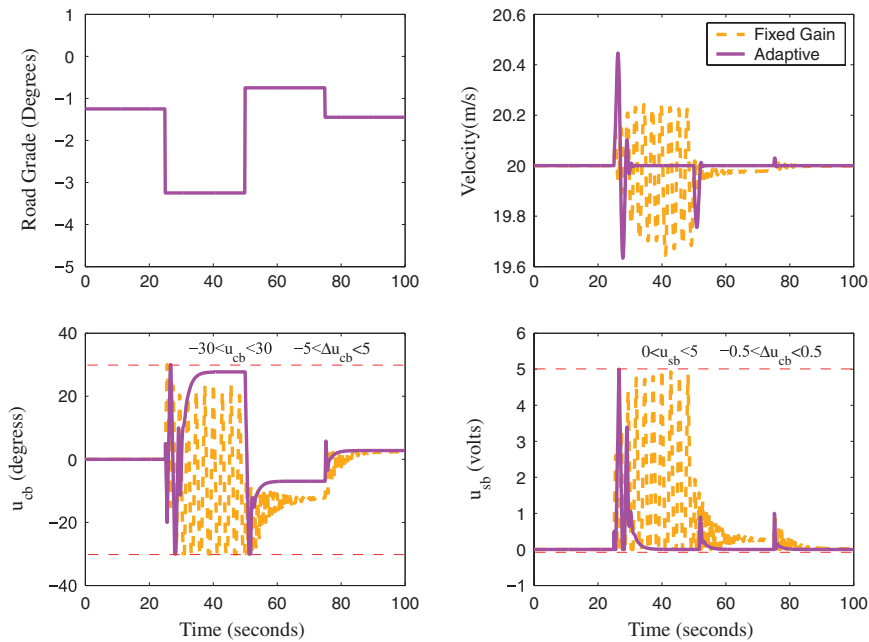 1
0
−1
−2
−3
−4
−5
Road Grade (Degrees)
0 20 40 60 80 100
20.6
20.4
20.2
20
19.8
19.6
Velocity(m/s)
Fixed Gain
Adaptive
0 20 40 60 80 100
40
20
0
−20
−40
u_cb (degress)
−30<u_cb<30 −5<Δu_cb<5
0 20 40 60 80 100
Time (seconds)
6
5
4
3
2
1
0
−1
u_sb (volts)
0<u_sb<5 −0.5<Δu_cb<0.5
0 20 40 60 80 100
Time (seconds)